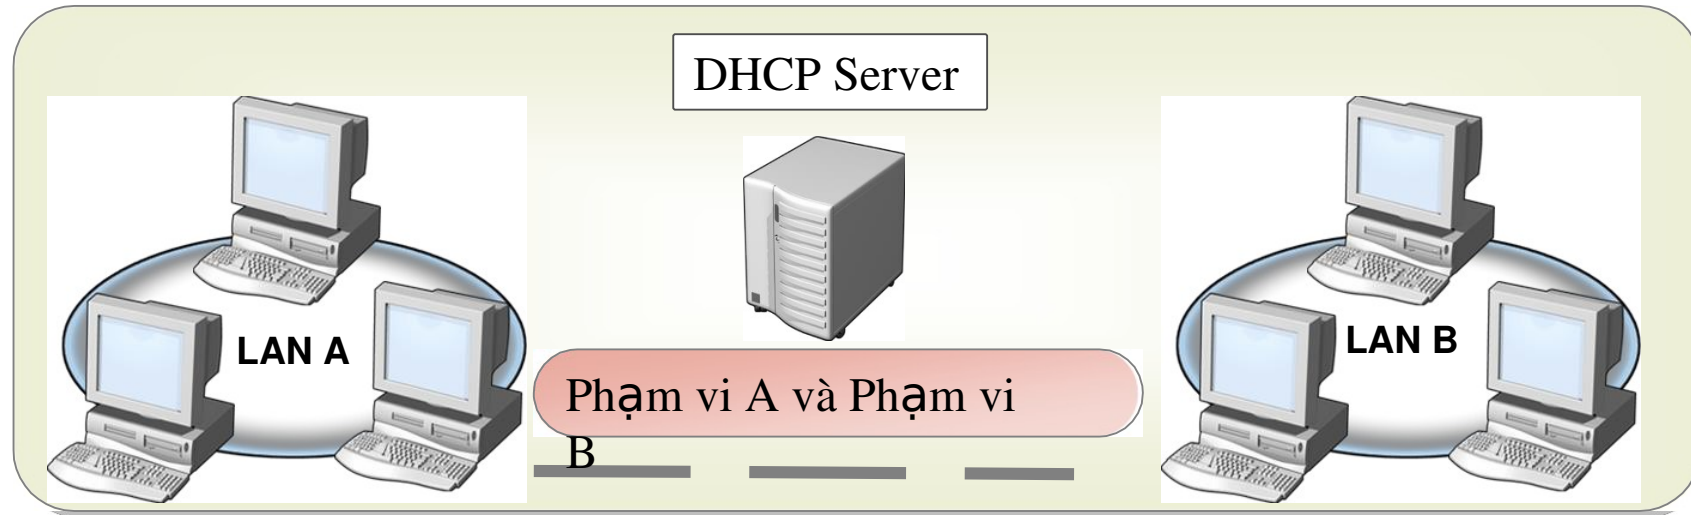 DHCP Server
LAN A
LAN B
Phạm vi A và Phạm vi
B